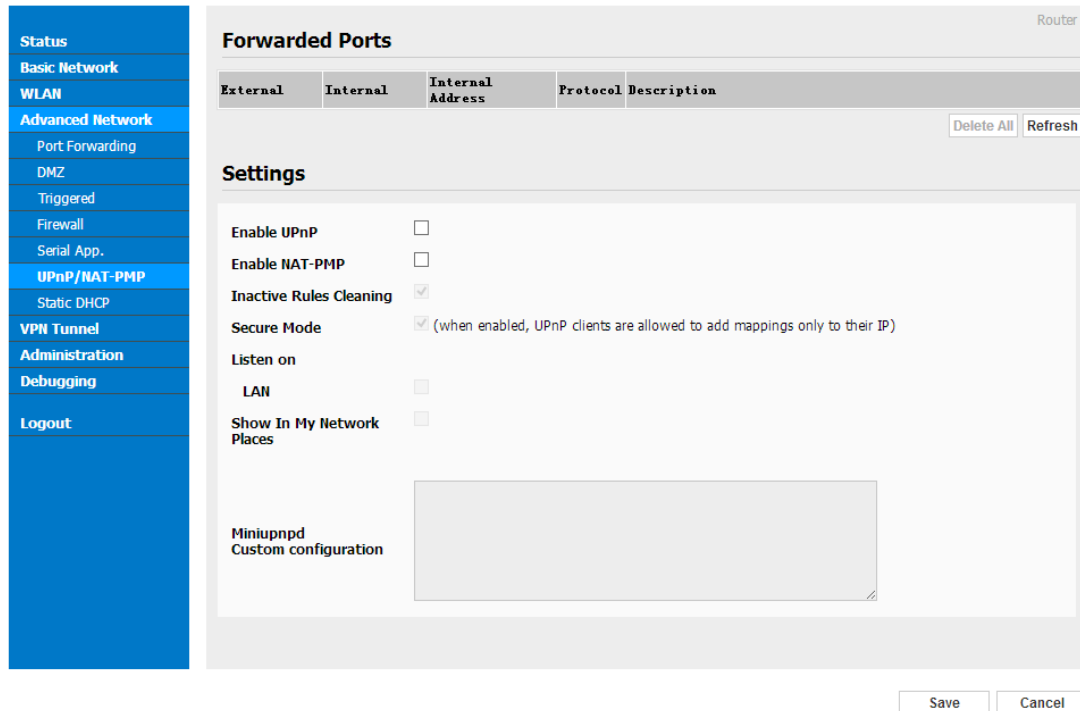 Router
Status
Basic Network
WLAN
Advanced Network
Port Forwarding
DMZ
Triggered
Firewall
Serial App.
UPnP/NAT-PMP
Static DHCP
VPN Tunnel
Administration
Debugging
Logout
Forwarded Ports
External Internal Internal Address Protocol Description
Delete All Refresh
Settings
Enable UPnP
Enable NAT-PMP
Inactive Rules Cleaning
Secure Mode (when enabled, UPnP clients are allowed to add mappings only to their IP)
Listen on
LAN
Show In My Network
Places
Miniupnpd
Custom configuration
Save Cancel